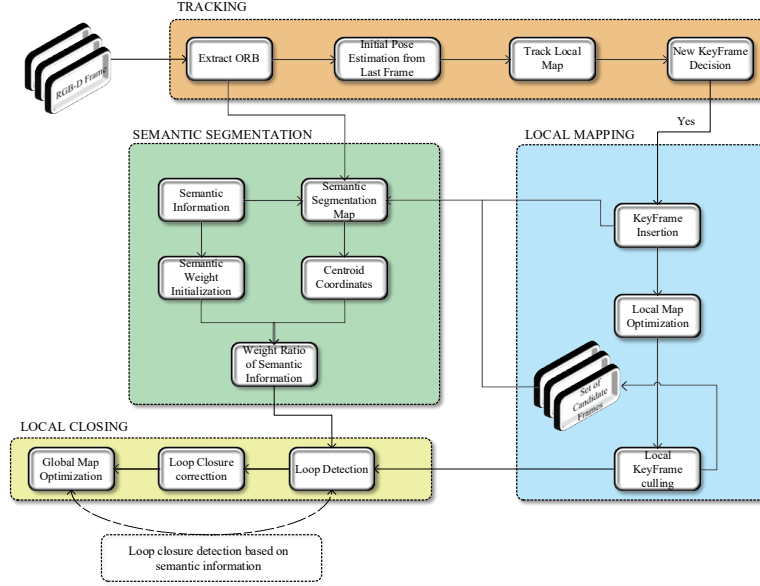 TRACKING
RGB-D Frame
Extract ORB
Initial Pose
Estimation from
Last Frame
Track Local
Map
New KeyFrame
Decision
Yes
SEMANTIC SEGMENTATION
Semantic
Information
Semantic
Segmentation
Map
Semantic
Weight
Initialization
Centroid
Coordinates
Weight Ratio
of Semantic
Information
LOCAL MAPPING
KeyFrame
Insertion
Local Map
Optimization
Set of
Candidate
Frames
Local
KeyFrame
culling
LOCAL CLOSING
Global Map
Optimization
Loop Closure
correcttion
Loop Detection
Loop closure detection based on
semantic information